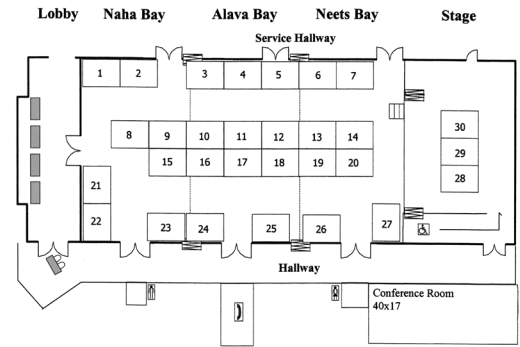 Lobby Naha Bay Alava Bay Neets Bay Stage
Service Hallway
1 2 3 4 5 6 7
8 9 10 11 12 13 14 30
15 16 17 18 19 20 29
21 28
22 23 24 25 26 27
Hallway
Conference Room
40x17